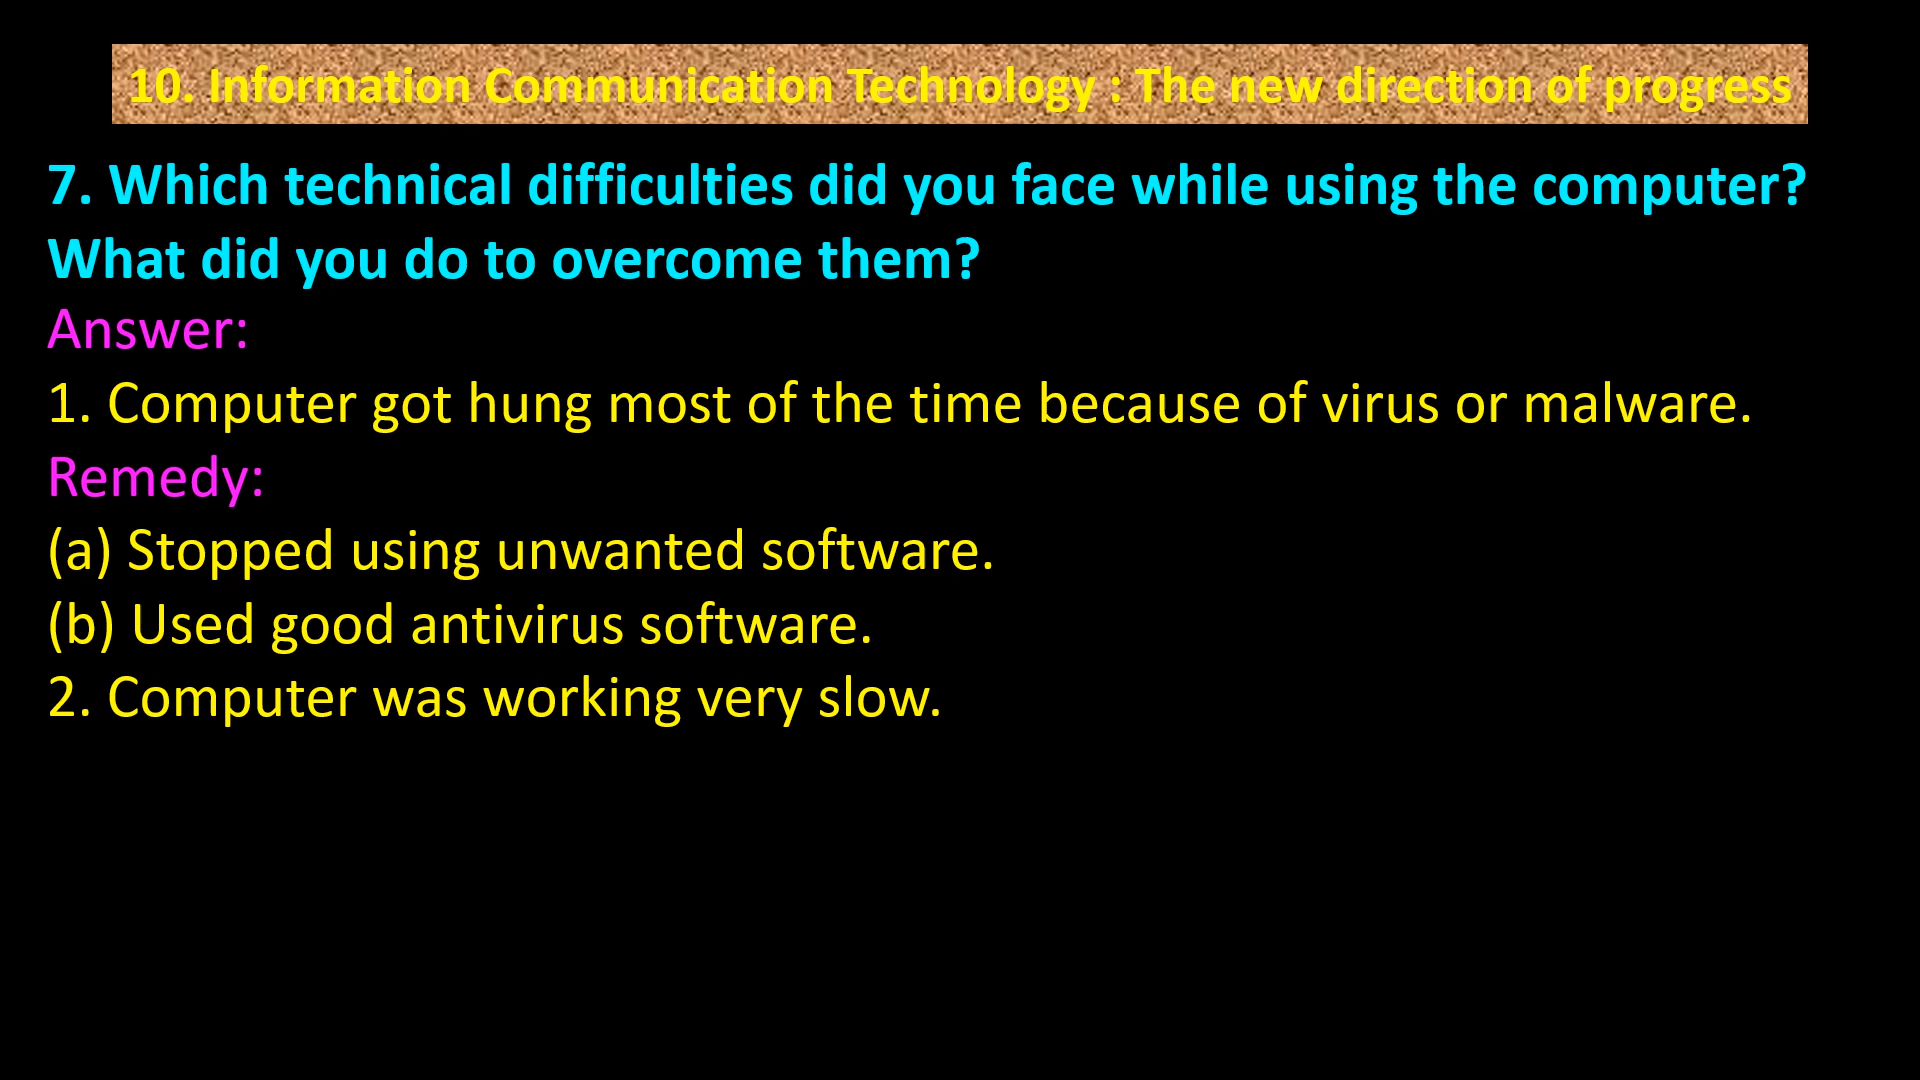 10. Information Communication Technology : The new direction of progress
7. Which technical difficulties did you face while using the computer?
What did you do to overcome them?
Answer:
1. Computer got hung most of the time because of virus or malware.
Remedy:
(a) Stopped using unwanted software.
(b) Used good antivirus software.
2. Computer was working very slow.